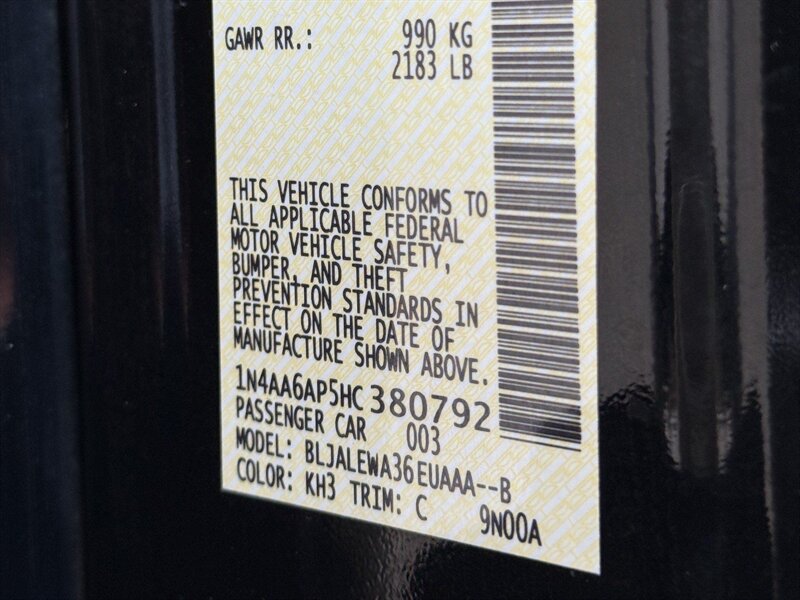 GAWR RR.: 990 KG
2183 LB
THIS VEHICLE CONFORMS TO
ALL APPLICABLE FEDERAL
MOTOR VEHICLE SAFETY,
BUMPER, AND THEFT
PREVENTION STANDARDS IN
EFFECT ON THE DATE OF
MANUFACTURE SHOWN ABOVE.
1N4AA6AP5HC380792
PASSENGER CAR 003
MODEL: BLJALEWA36EUAAA--B
COLOR: KH3 TRIM: C 9N00A